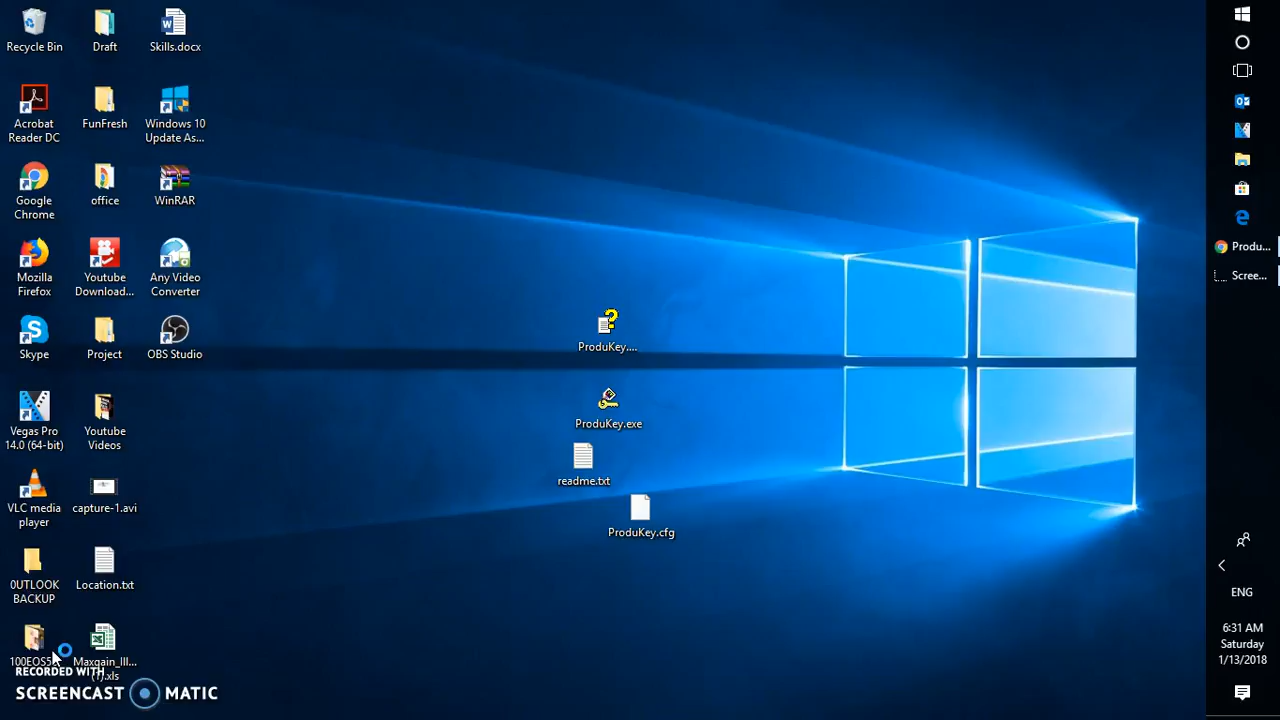 Recycle Bin
Draft
Skills.docx
Acrobat
Reader DC
FunFresh
Windows 10
Update As...
Google
Chrome
office
WinRAR
Mozilla
Firefox
Youtube
Download...
Any Video
Converter
Skype
Project
OBS Studio
Vegas Pro
14.0 (64-bit)
Youtube
Videos
VLC media
player
capture-1.avi
0UTLOOK
BACKUP
Location.txt
Maxgain_III...
(1).xls
ProduKey....
ProduKey.exe
readme.txt
ProduKey.cfg
Produ...
Scree...
ENG
6:31 AM
Saturday
1/13/2018
RECORDED WITH
SCREENCAST MATIC